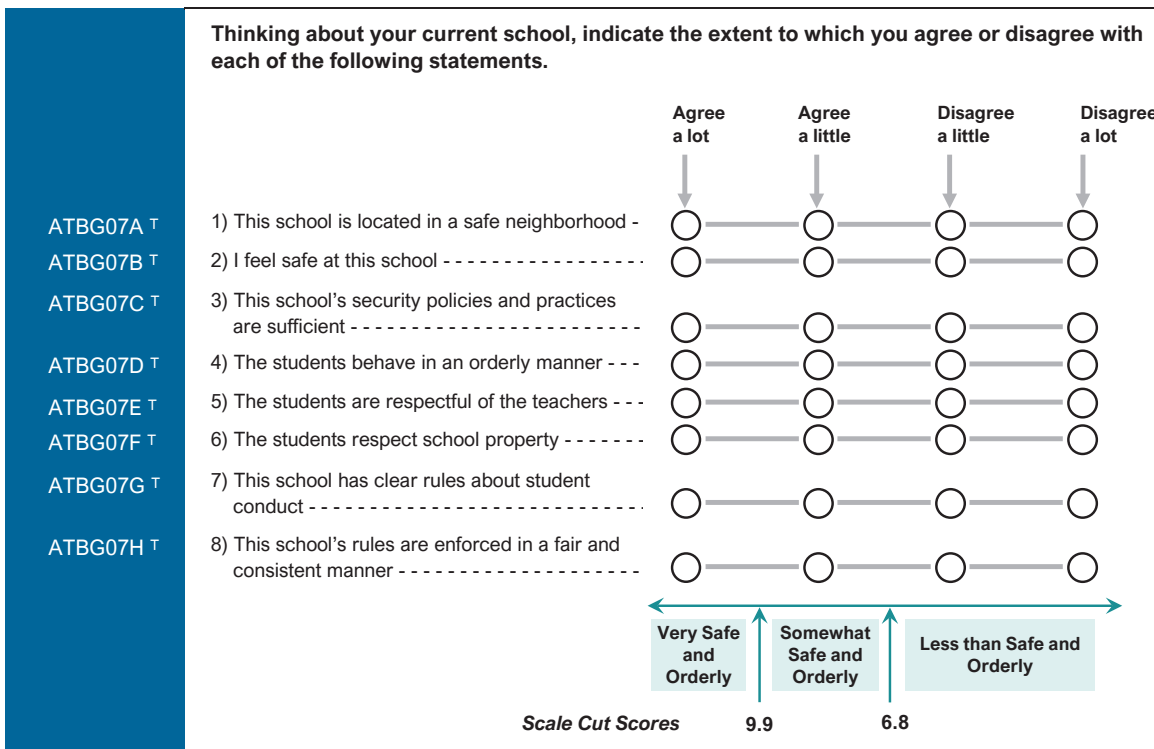 Thinking about your current school, indicate the extent to which you agree or disagree with
each of the following statements.
Agree a lot
Agree a little
Disagree a little
Disagree a lot
ATBG07A T 1) This school is located in a safe neighborhood -
ATBG07B T 2) I feel safe at this school - - - - - - - - - - - - - - - - -
ATBG07C T 3) This school's security policies and practices
are sufficient - - - - - - - - - - - - - - - - - - - - - - - -
ATBG07D T 4) The students behave in an orderly manner - - -
ATBG07E T 5) The students are respectful of the teachers - - -
ATBG07F T 6) The students respect school property - - - - - - -
ATBG07G T 7) This school has clear rules about student
conduct - - - - - - - - - - - - - - - - - - - - - - - - - - - -
ATBG07H T 8) This school's rules are enforced in a fair and
consistent manner - - - - - - - - - - - - - - - - - - - -
Very Safe
and
Orderly
Somewhat
Safe and
Orderly
Less than Safe and
Orderly
Scale Cut Scores 9.9 6.8